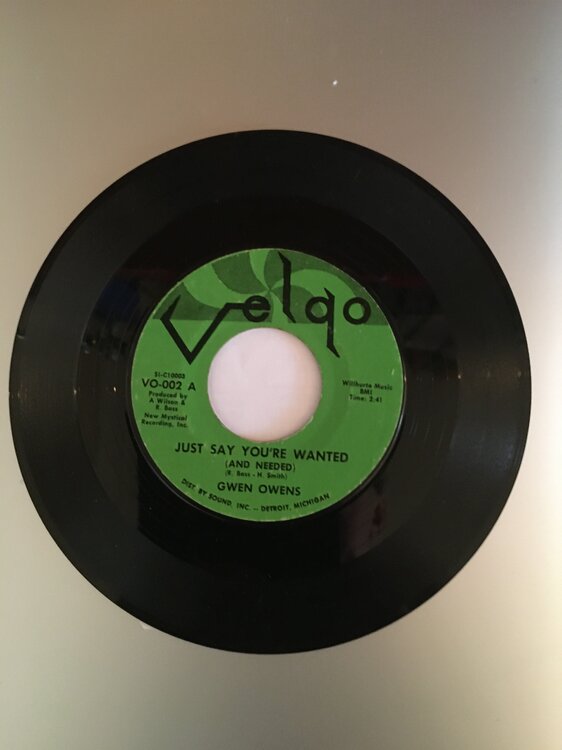 Velqo
SI-C10003
VO-002 A
Produced by
A Wilson &
R. Bass
New Mystical
Recording, Inc.
Willhurts Music
BMI
Time: 2:41
JUST SAY YOU'RE WANTED
(AND NEEDED)
(R. Bass - H. Smith)
GWEN OWENS
DIST. BY SOUND, INC. -- DETROIT, MICHIGAN